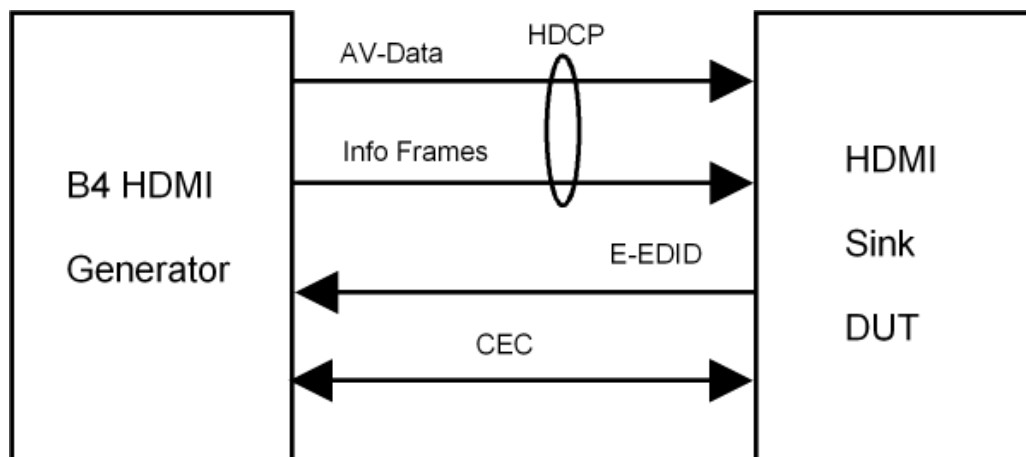 HDCP
AV-Data
Info Frames
B4 HDMI
Generator
E-EDID
CEC
HDMI
Sink
DUT